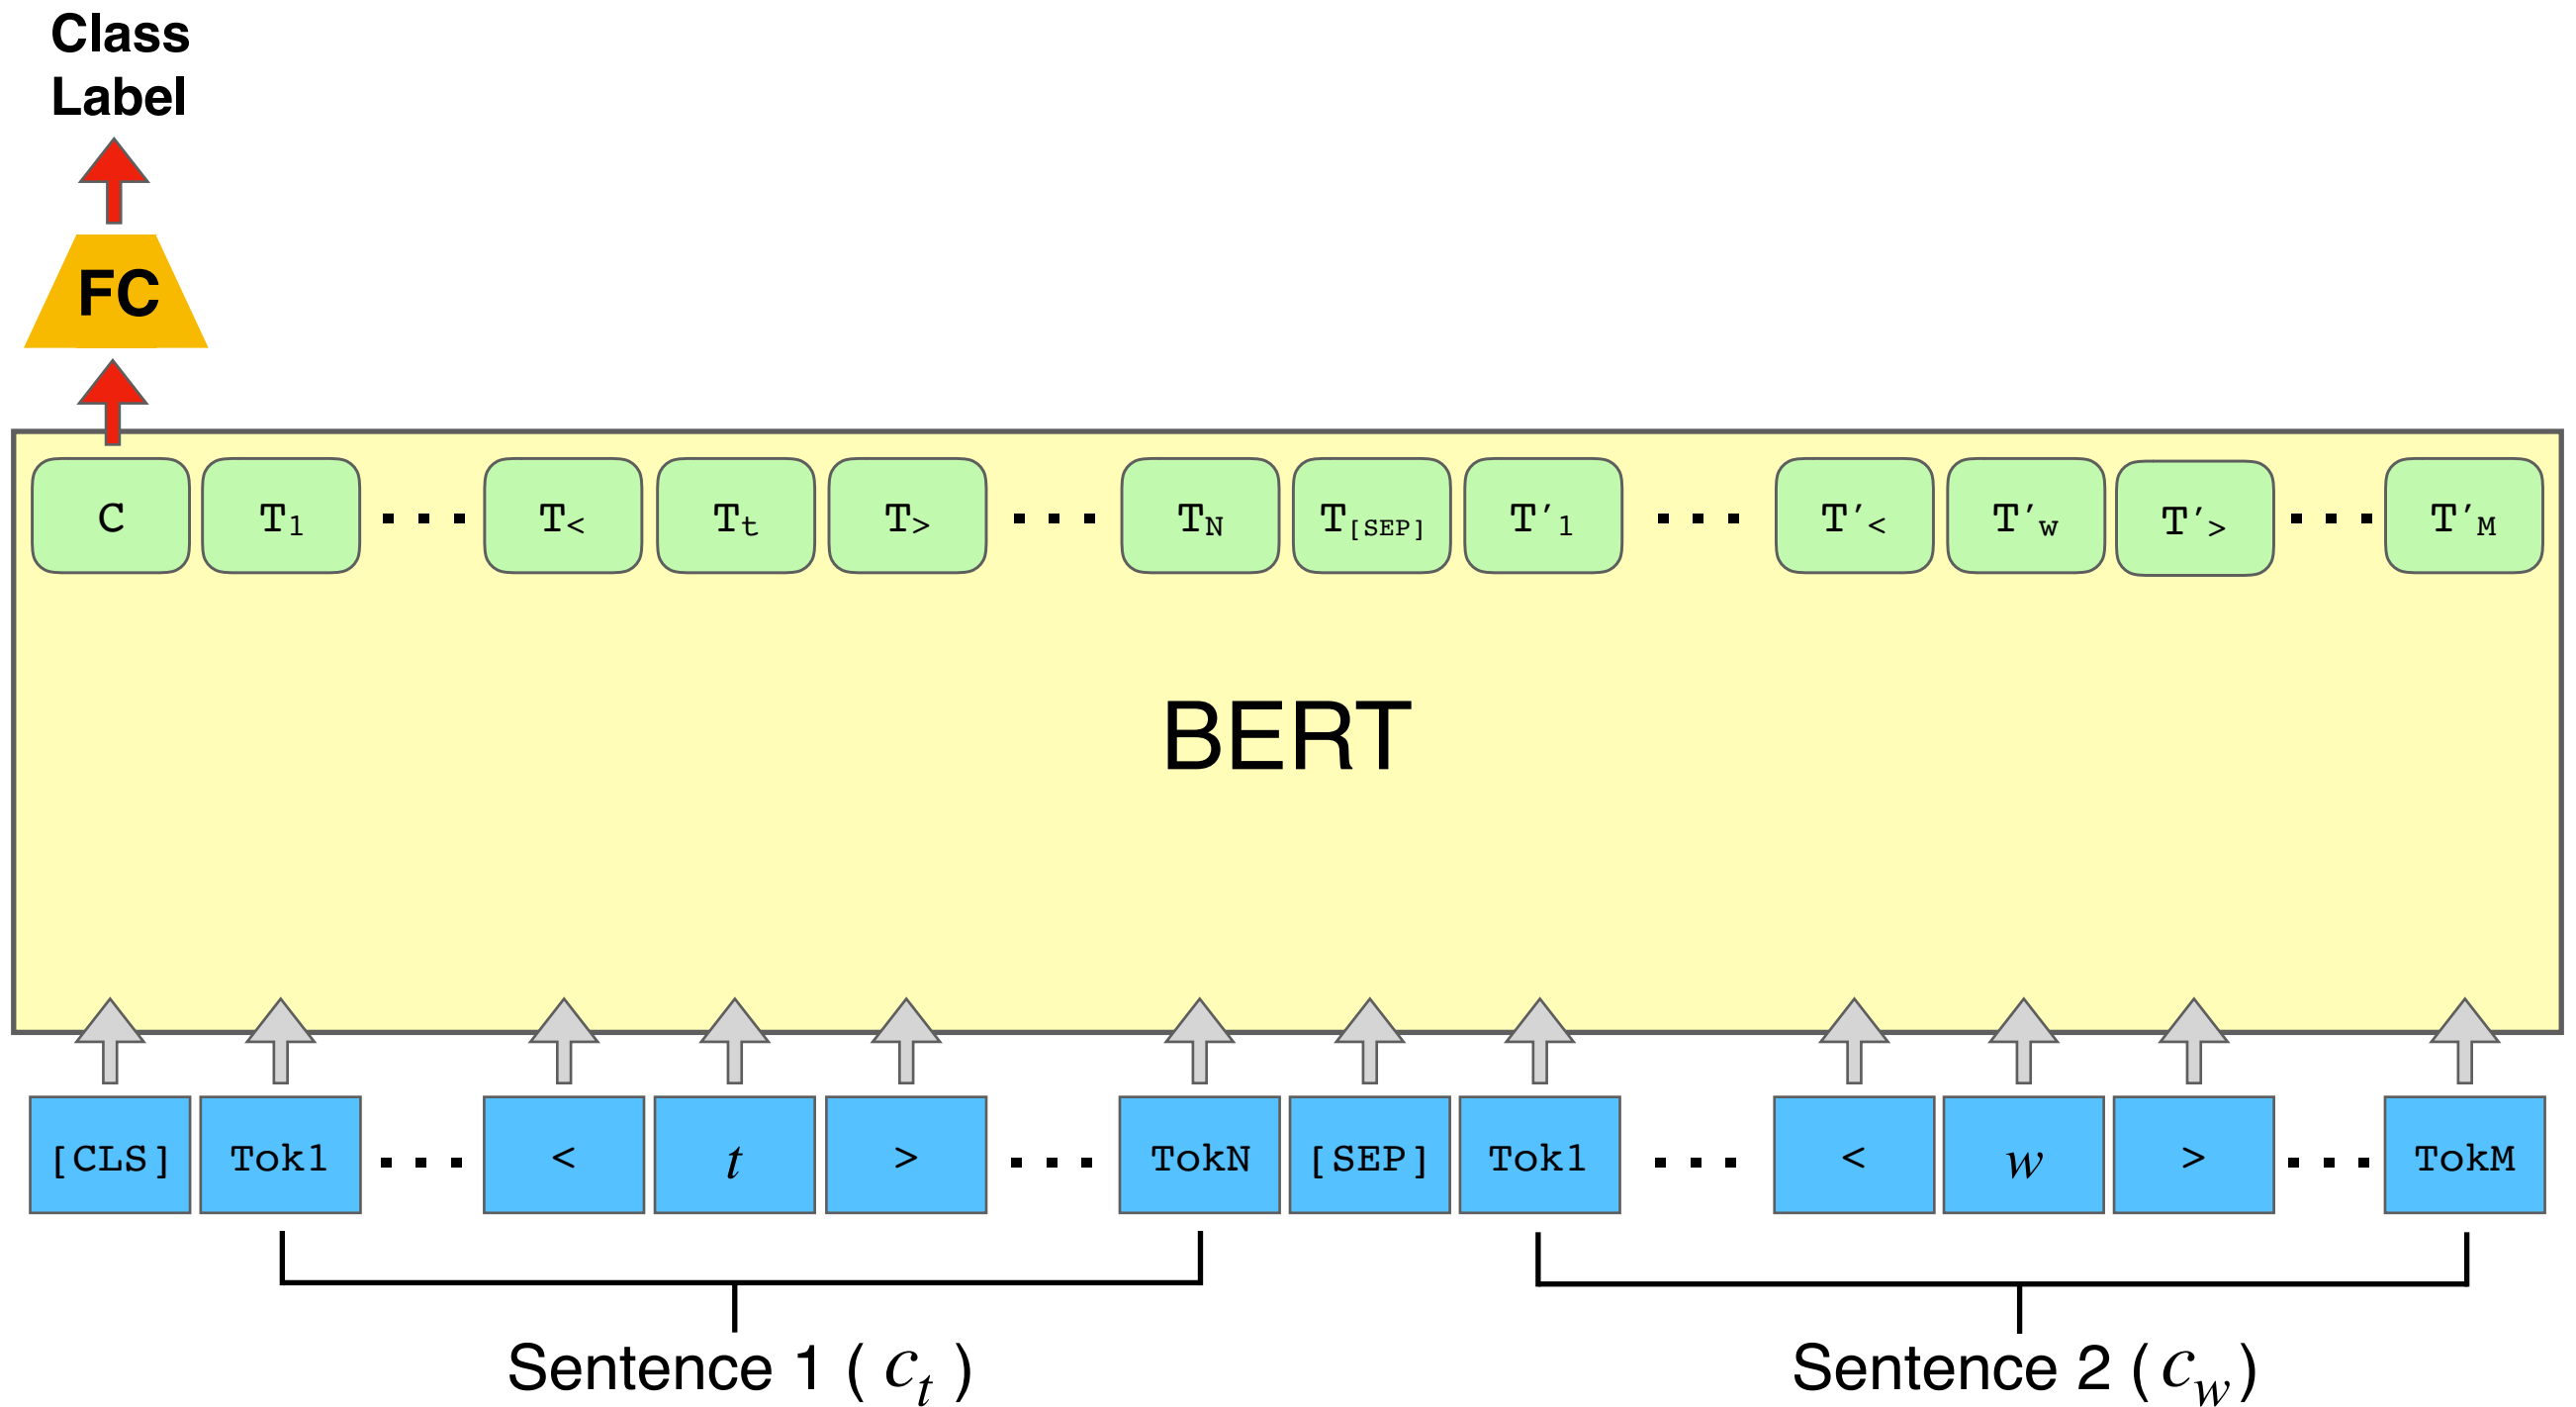 Class
Label
FC
C T1 ... T< Tt T> ... TN T[SEP] T′1 ... T′< T′w T′> ... T′M
BERT
[CLS] Tok1 ... < t > ... TokN [SEP] Tok1 ... < w > ... TokM
Sentence 1 ( ct ) Sentence 2 ( cw)